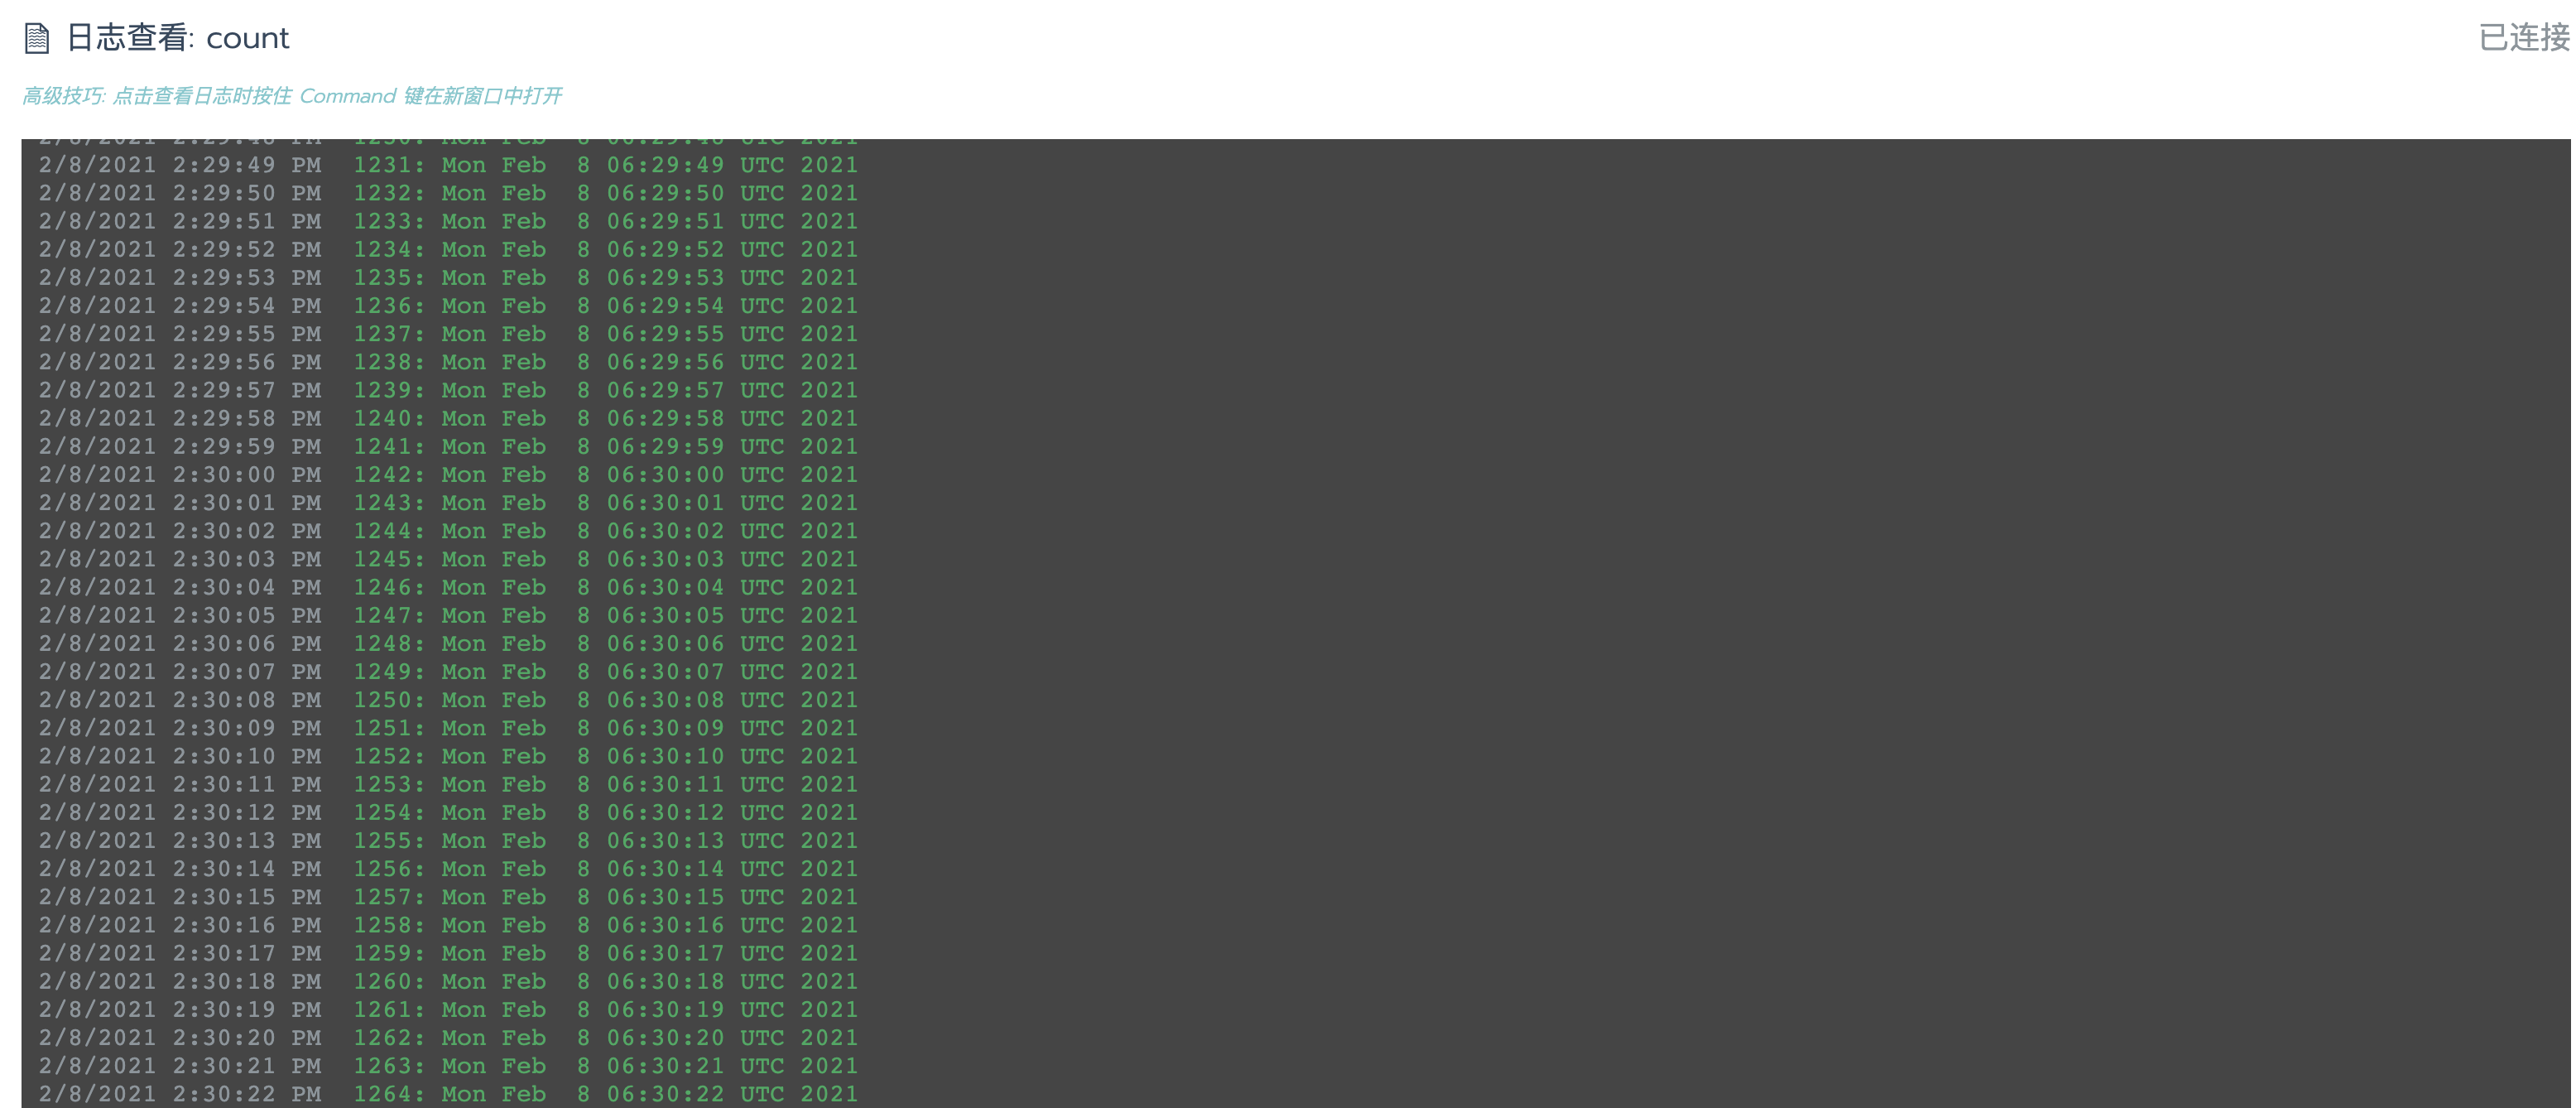 日志查看: count
已连接
高级技巧: 点击查看日志时按住 Command 键在新窗口中打开
2/8/2021 2:29:48 PM 1230: Mon Feb  8 06:29:48 UTC 2021
2/8/2021 2:29:49 PM 1231: Mon Feb  8 06:29:49 UTC 2021
2/8/2021 2:29:50 PM 1232: Mon Feb  8 06:29:50 UTC 2021
2/8/2021 2:29:51 PM 1233: Mon Feb  8 06:29:51 UTC 2021
2/8/2021 2:29:52 PM 1234: Mon Feb  8 06:29:52 UTC 2021
2/8/2021 2:29:53 PM 1235: Mon Feb  8 06:29:53 UTC 2021
2/8/2021 2:29:54 PM 1236: Mon Feb  8 06:29:54 UTC 2021
2/8/2021 2:29:55 PM 1237: Mon Feb  8 06:29:55 UTC 2021
2/8/2021 2:29:56 PM 1238: Mon Feb  8 06:29:56 UTC 2021
2/8/2021 2:29:57 PM 1239: Mon Feb  8 06:29:57 UTC 2021
2/8/2021 2:29:58 PM 1240: Mon Feb  8 06:29:58 UTC 2021
2/8/2021 2:29:59 PM 1241: Mon Feb  8 06:29:59 UTC 2021
2/8/2021 2:30:00 PM 1242: Mon Feb  8 06:30:00 UTC 2021
2/8/2021 2:30:01 PM 1243: Mon Feb  8 06:30:01 UTC 2021
2/8/2021 2:30:02 PM 1244: Mon Feb  8 06:30:02 UTC 2021
2/8/2021 2:30:03 PM 1245: Mon Feb  8 06:30:03 UTC 2021
2/8/2021 2:30:04 PM 1246: Mon Feb  8 06:30:04 UTC 2021
2/8/2021 2:30:05 PM 1247: Mon Feb  8 06:30:05 UTC 2021
2/8/2021 2:30:06 PM 1248: Mon Feb  8 06:30:06 UTC 2021
2/8/2021 2:30:07 PM 1249: Mon Feb  8 06:30:07 UTC 2021
2/8/2021 2:30:08 PM 1250: Mon Feb  8 06:30:08 UTC 2021
2/8/2021 2:30:09 PM 1251: Mon Feb  8 06:30:09 UTC 2021
2/8/2021 2:30:10 PM 1252: Mon Feb  8 06:30:10 UTC 2021
2/8/2021 2:30:11 PM 1253: Mon Feb  8 06:30:11 UTC 2021
2/8/2021 2:30:12 PM 1254: Mon Feb  8 06:30:12 UTC 2021
2/8/2021 2:30:13 PM 1255: Mon Feb  8 06:30:13 UTC 2021
2/8/2021 2:30:14 PM 1256: Mon Feb  8 06:30:14 UTC 2021
2/8/2021 2:30:15 PM 1257: Mon Feb  8 06:30:15 UTC 2021
2/8/2021 2:30:16 PM 1258: Mon Feb  8 06:30:16 UTC 2021
2/8/2021 2:30:17 PM 1259: Mon Feb  8 06:30:17 UTC 2021
2/8/2021 2:30:18 PM 1260: Mon Feb  8 06:30:18 UTC 2021
2/8/2021 2:30:19 PM 1261: Mon Feb  8 06:30:19 UTC 2021
2/8/2021 2:30:20 PM 1262: Mon Feb  8 06:30:20 UTC 2021
2/8/2021 2:30:21 PM 1263: Mon Feb  8 06:30:21 UTC 2021
2/8/2021 2:30:22 PM 1264: Mon Feb  8 06:30:22 UTC 2021